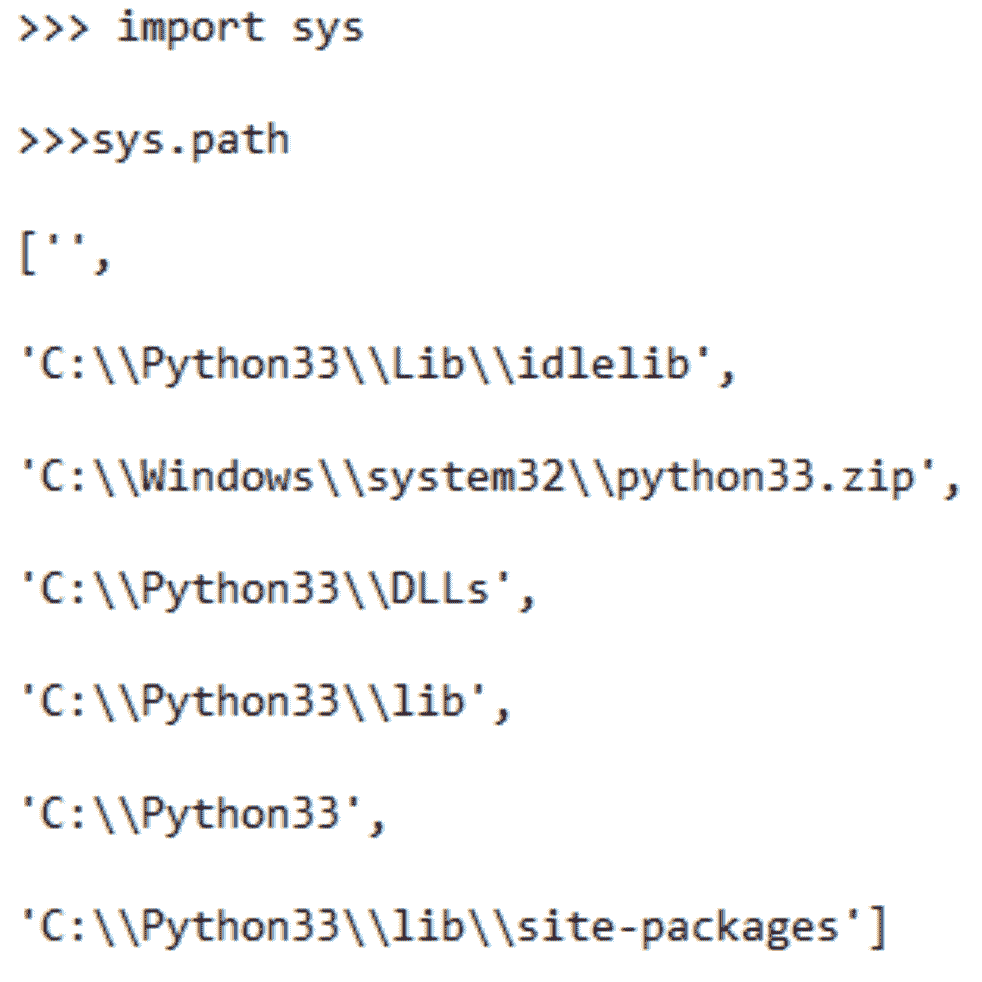 >>> import sys
>>>sys.path
['',
'C:\\Python33\\Lib\\idlelib',
'C:\\Windows\\system32\\python33.zip',
'C:\\Python33\\DLLs',
'C:\\Python33\\lib',
'C:\\Python33',
'C:\\Python33\\lib\\site-packages']